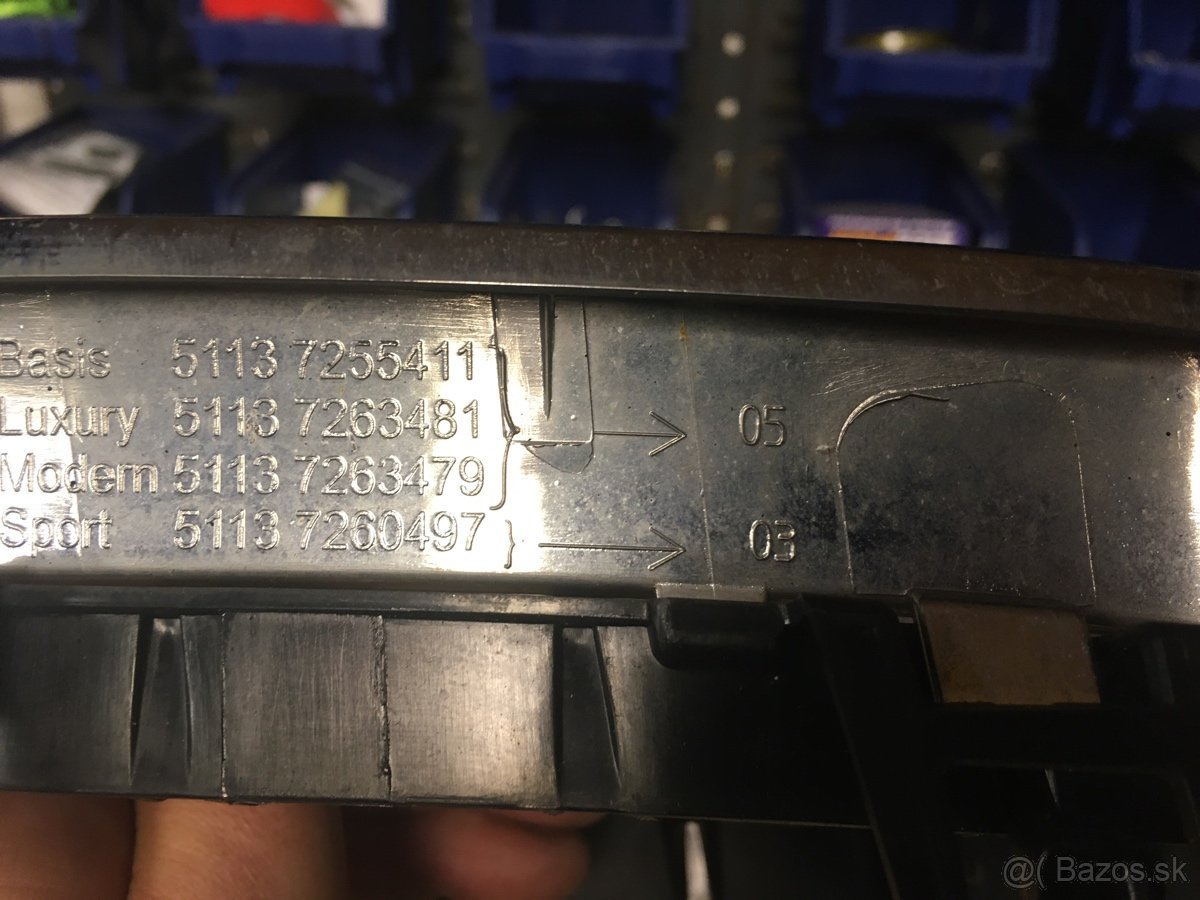 Basis 5113 7255411
Luxury 5113 7263481 → 05
Modern 5113 7263479
Sport 5113 7260497 → 03
@( Bazos.sk